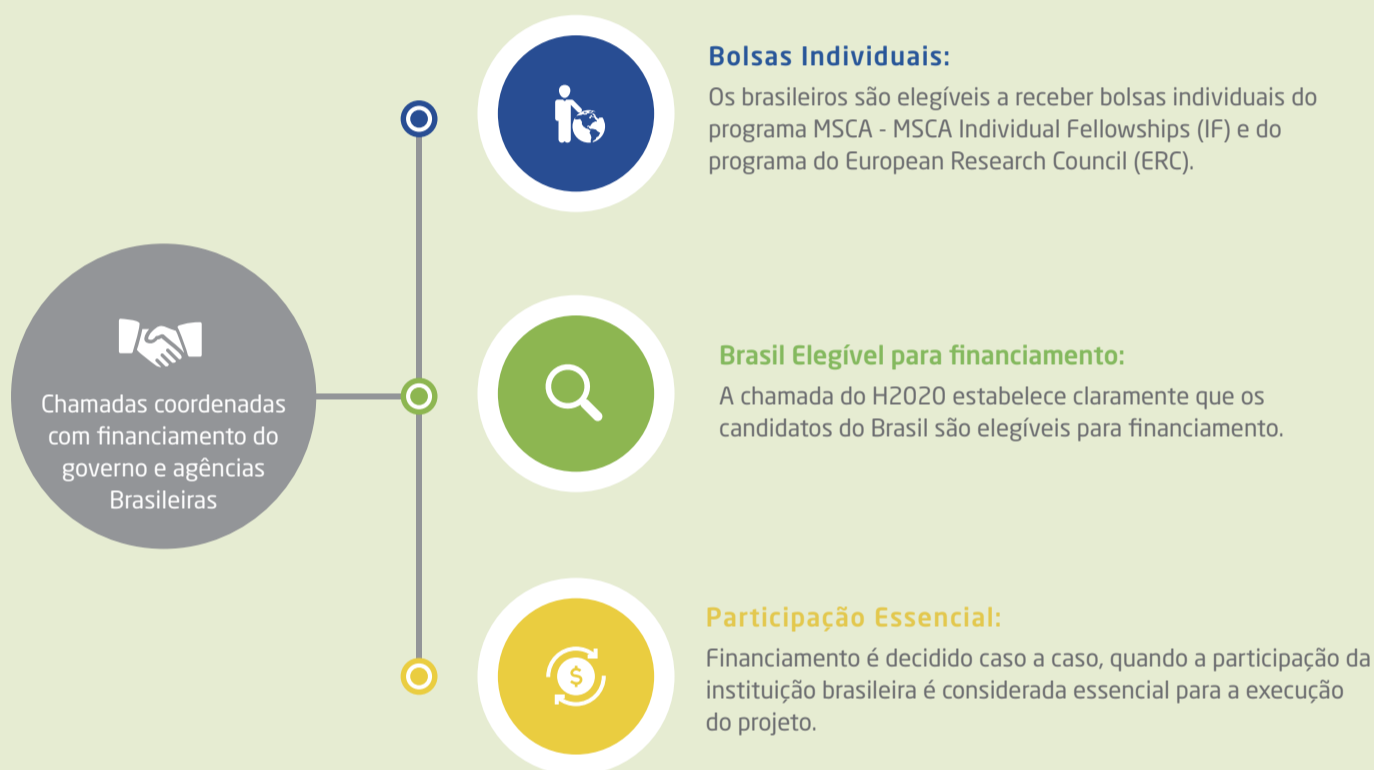 Bolsas Individuais:
Os brasileiros são elegíveis a receber bolsas individuais do
programa MSCA - MSCA Individual Fellowships (IF) e do
programa do European Research Council (ERC).
Chamadas coordenadas
com financiamento do
governo e agências
Brasileiras
Brasil Elegível para financiamento:
A chamada do H2020 estabelece claramente que os
candidatos do Brasil são elegíveis para financiamento.
$
Participação Essencial:
Financiamento é decidido caso a caso, quando a participação da
instituição brasileira é considerada essencial para a execução
do projeto.